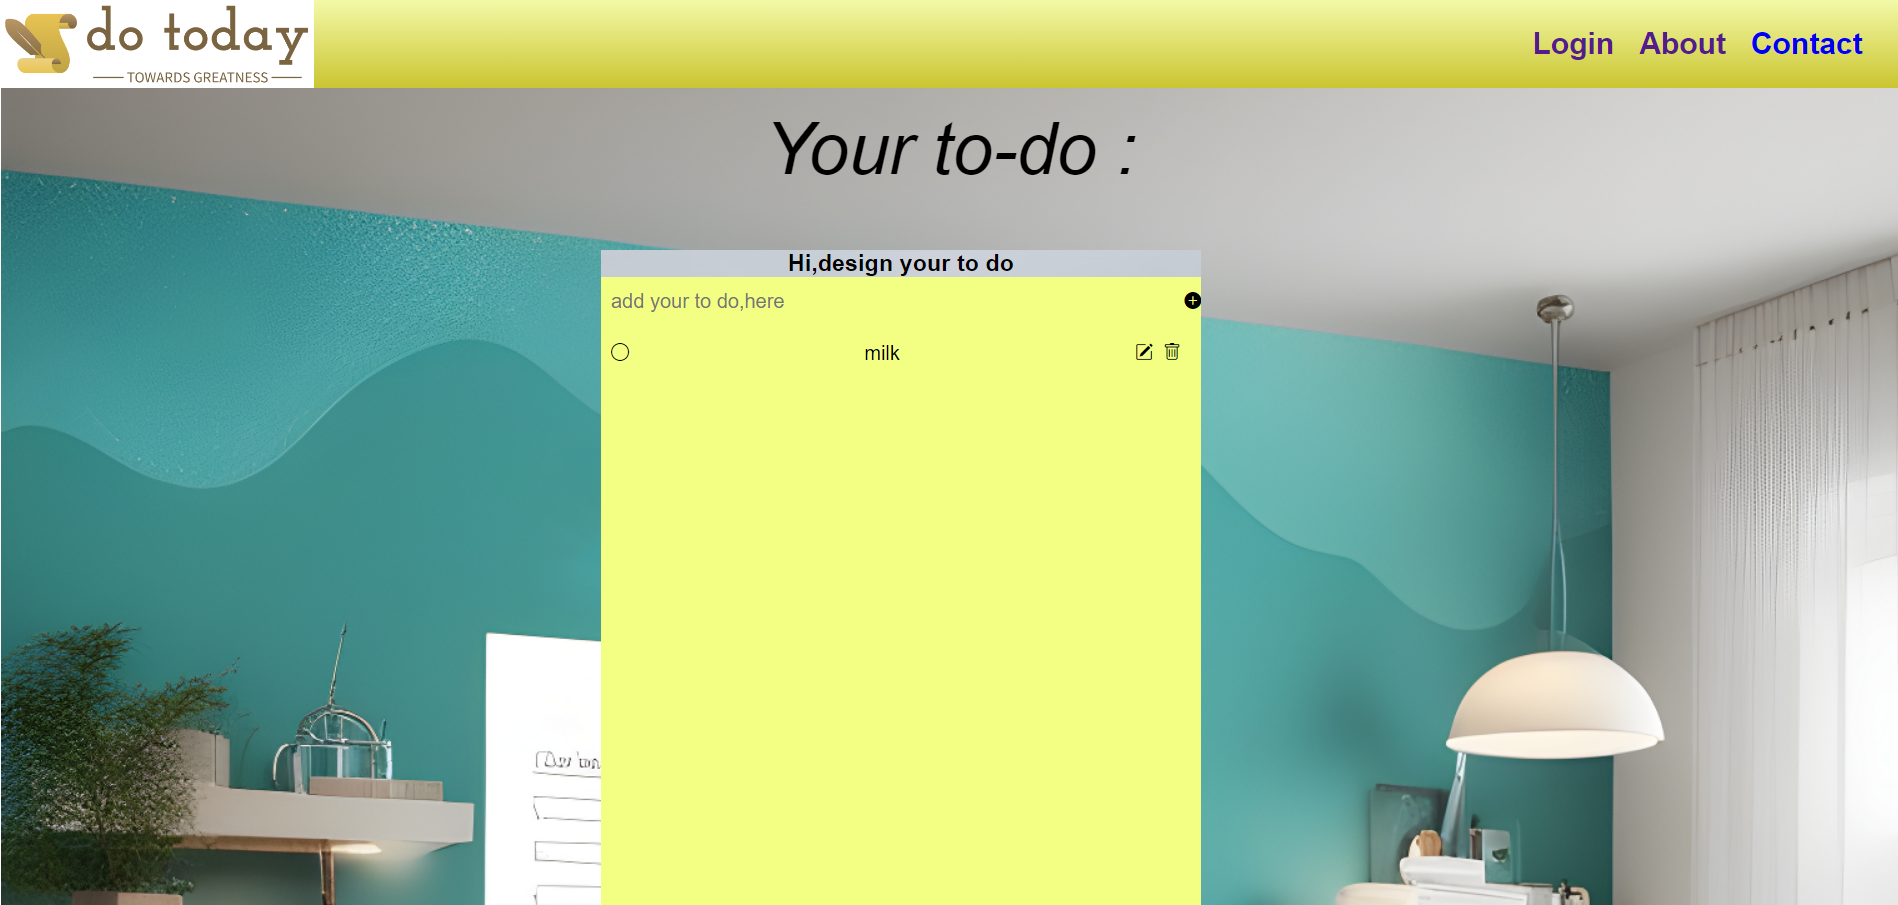 do today
TOWARDS GREATNESS
Login About Contact
Your to-do :
Hi,design your to do
add your to do,here
milk